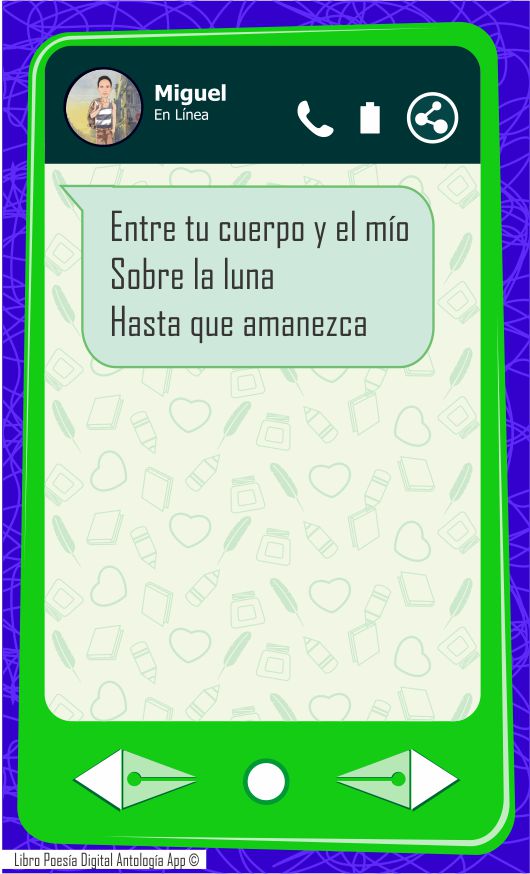 Miguel
En Línea
Entre tu cuerpo y el mío
Sobre la luna
Hasta que amanezca
Libro Poesía Digital Antología App ©